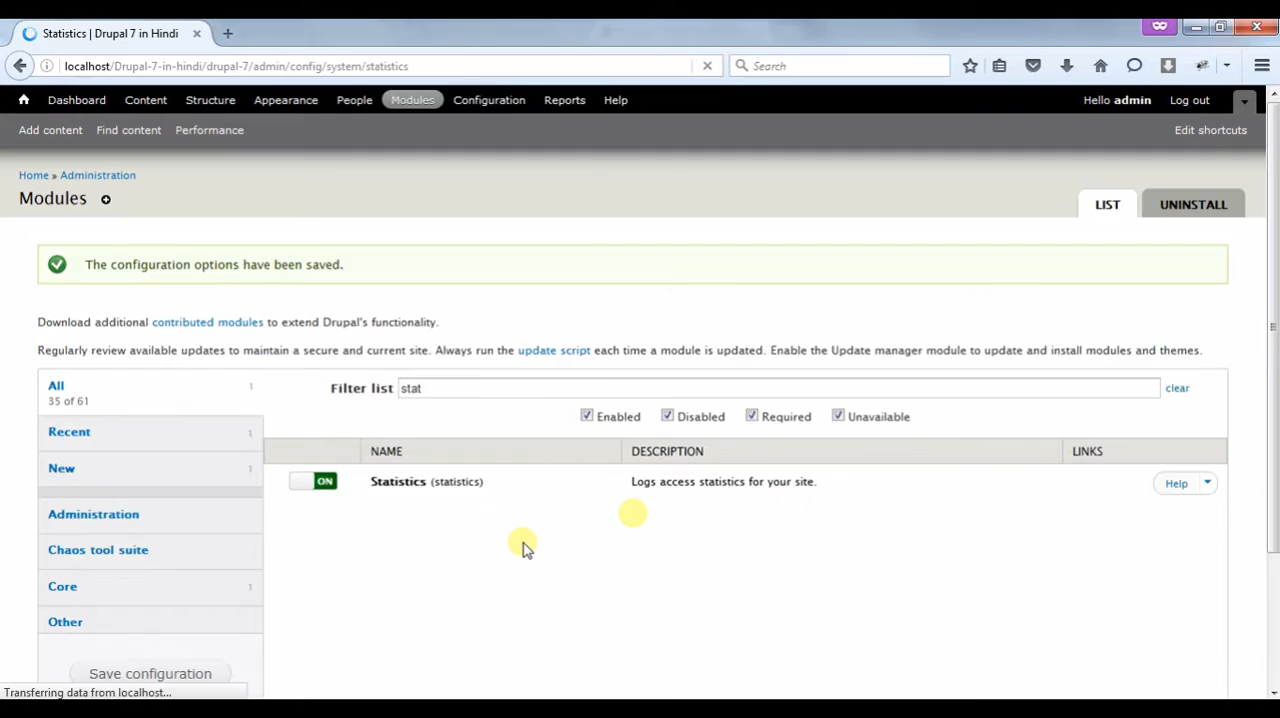 Statistics | Drupal 7 in Hindi
localhost/Drupal-7-in-hindi/drupal-7/admin/config/system/statistics
Search
Dashboard Content Structure Appearance People Modules Configuration Reports Help
Hello admin Log out
Add content Find content Performance
Edit shortcuts
Home » Administration
Modules
LIST UNINSTALL
The configuration options have been saved.
Download additional contributed modules to extend Drupal's functionality.
Regularly review available updates to maintain a secure and current site. Always run the update script each time a module is updated. Enable the Update manager module to update and install modules and themes.
All 1
35 of 61
Recent 1
New 1
Administration
Chaos tool suite
Core 1
Other
Save configuration
Filter list stat clear
Enabled Disabled Required Unavailable
NAME DESCRIPTION LINKS
ON Statistics (statistics) Logs access statistics for your site. Help
Transferring data from localhost...